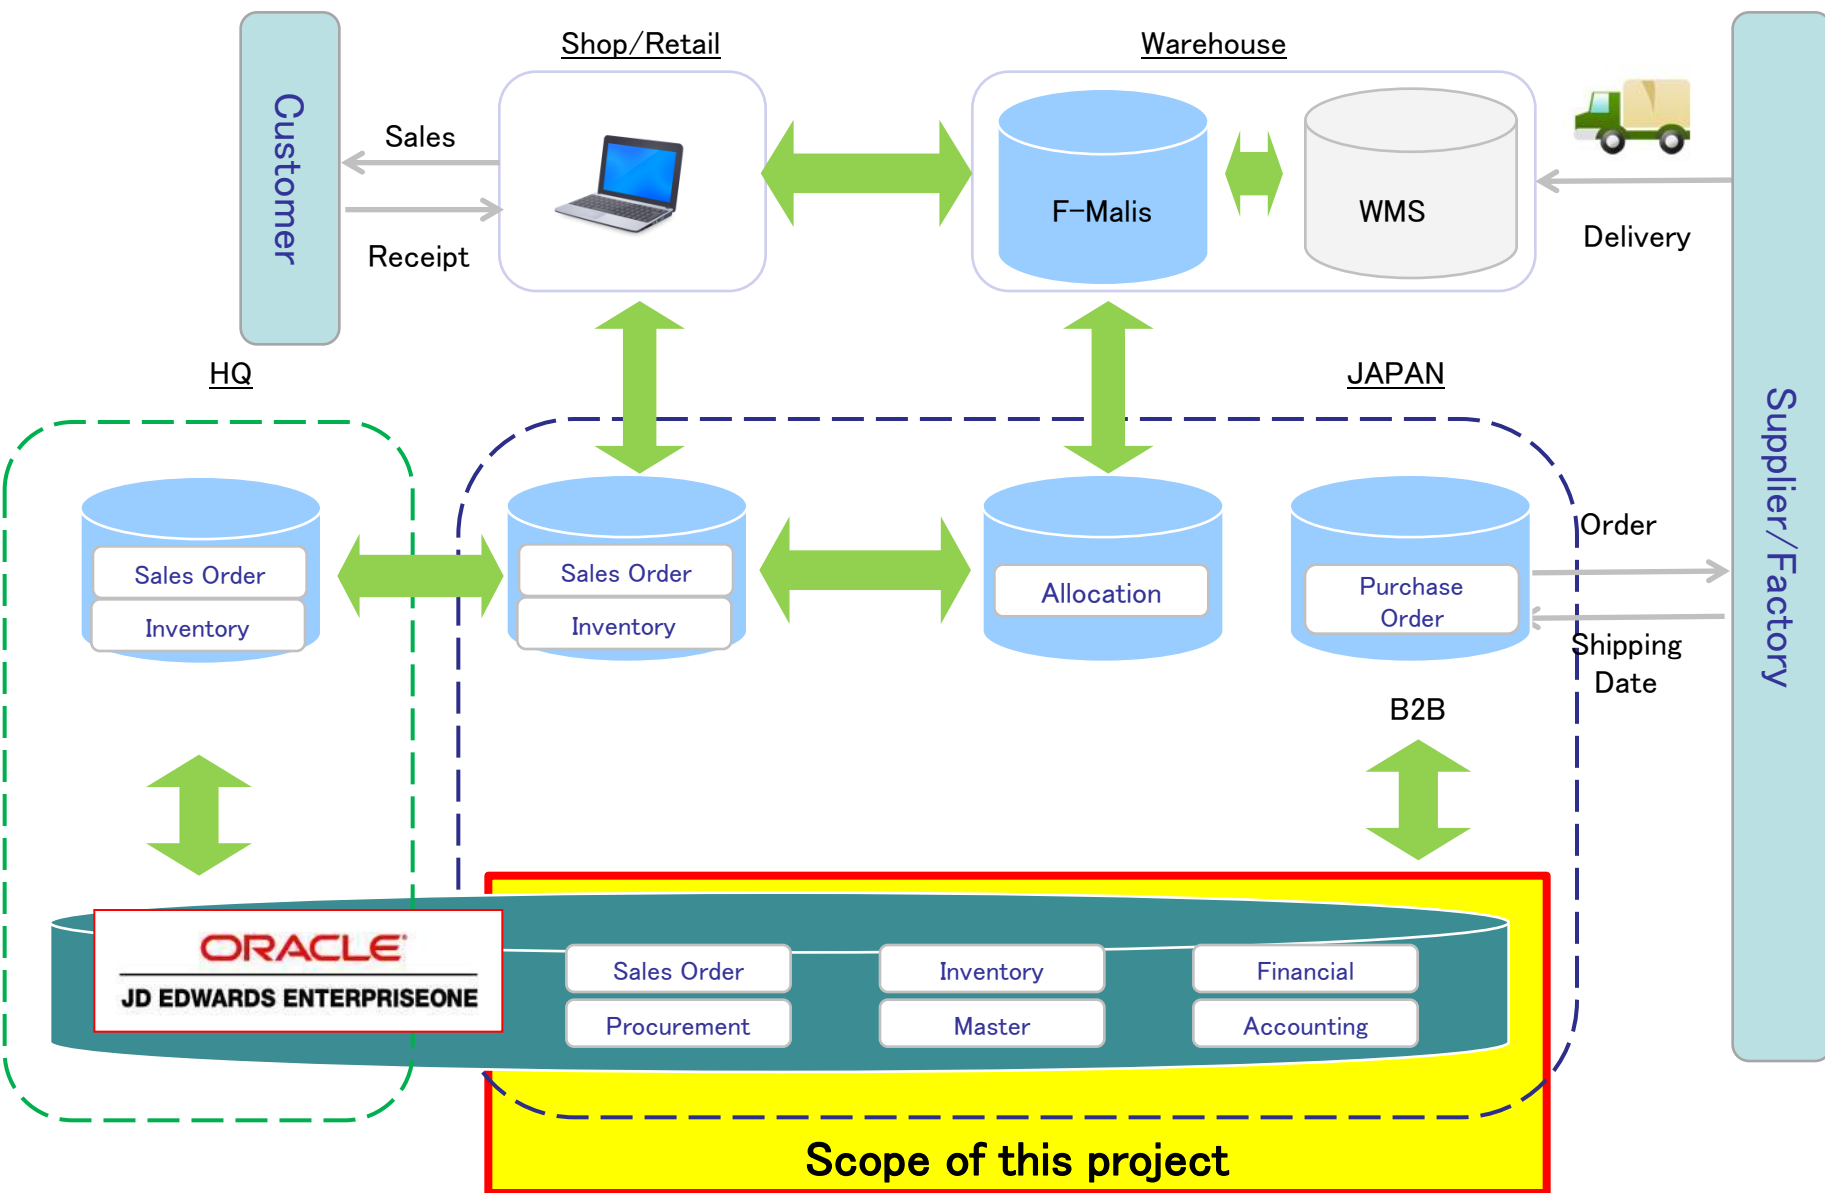 Shop/Retail
Warehouse
Customer
Sales
Receipt
F-Malis
WMS
Delivery
Supplier/Factory
HQ
JAPAN
Sales Order
Inventory
Sales Order
Inventory
Allocation
Purchase
Order
Order
Shipping
Date
B2B
ORACLE
JD EDWARDS ENTERPRISEONE
Sales Order
Inventory
Financial
Procurement
Master
Accounting
Scope of this project